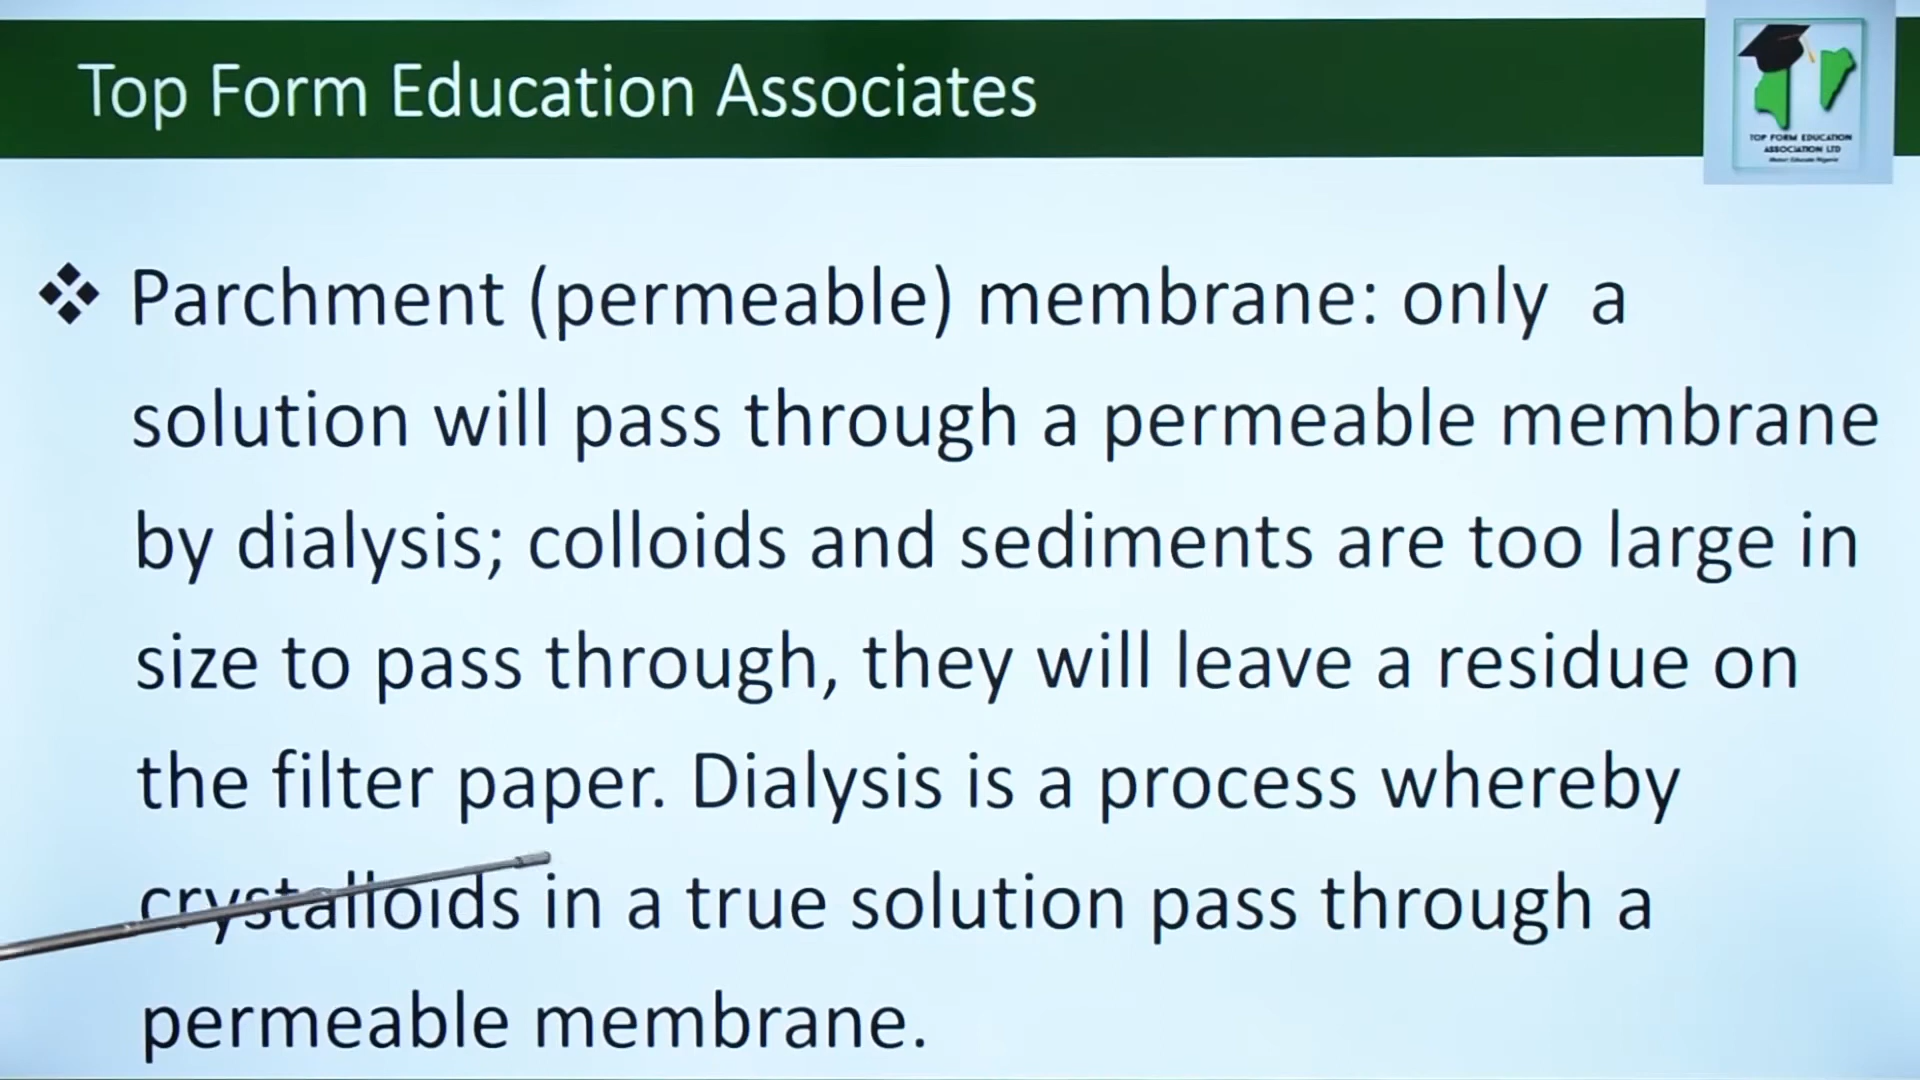 Top Form Education Associates
TOP FORM EDUCATION
ASSOCIATION LTD
Parchment (permeable) membrane: only a
solution will pass through a permeable membrane
by dialysis; colloids and sediments are too large in
size to pass through, they will leave a residue on
the filter paper. Dialysis is a process whereby
crystalloids in a true solution pass through a
permeable membrane.